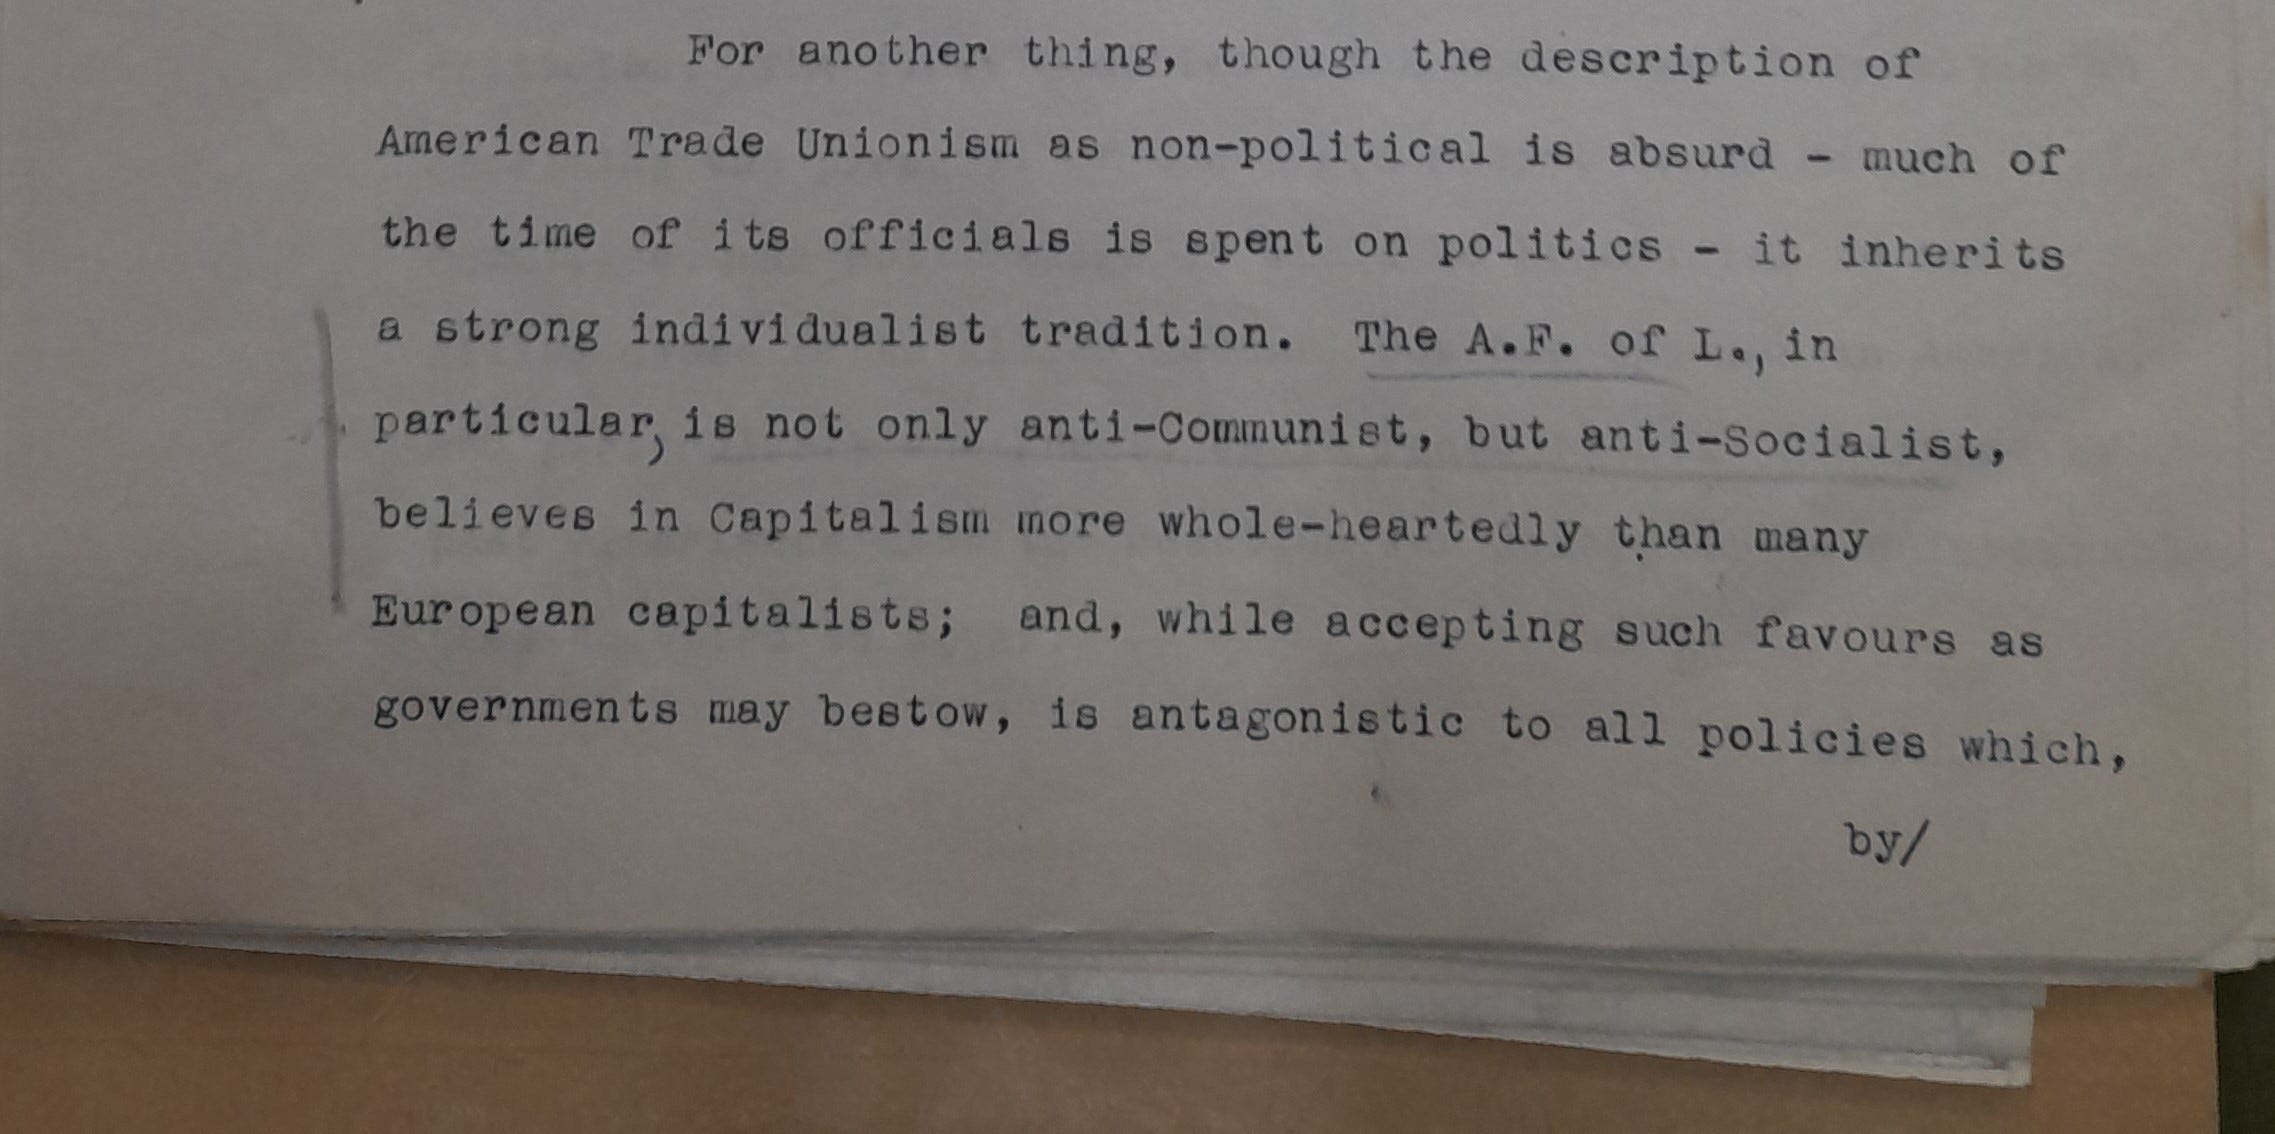 For another thing, though the description of
American Trade Unionism as non-political is absurd - much of
the time of its officials is spent on politics - it inherits
a strong individualist tradition. The A.F. of L., in
particular, is not only anti-Communist, but anti-Socialist,
believes in Capitalism more whole-heartedly than many
European capitalists; and, while accepting such favours as
governments may bestow, is antagonistic to all policies which,
by/